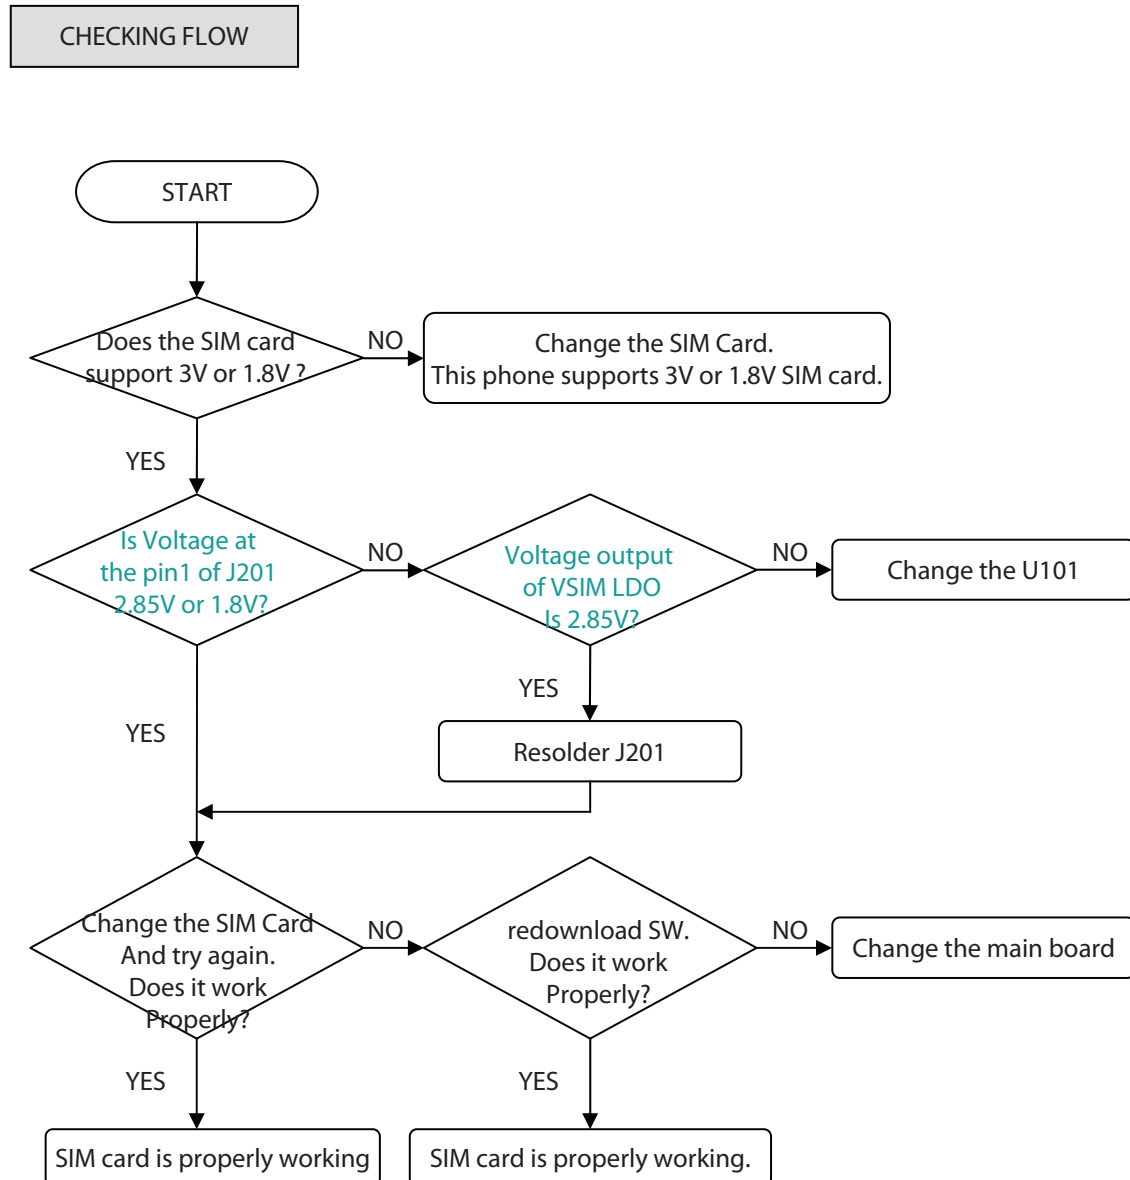 CHECKING FLOW
START
Does the SIM card
support 3V or 1.8V ?
NO
Change the SIM Card.
This phone supports 3V or 1.8V SIM card.
YES
Is Voltage at
the pin1 of J201
2.85V or 1.8V?
NO
Voltage output
of VSIM LDO
Is 2.85V?
NO
Change the U101
YES
YES
Resolder J201
Change the SIM Card
And try again.
Does it work
Properly?
NO
redownload SW.
Does it work
Properly?
NO
Change the main board
YES
YES
SIM card is properly working
SIM card is properly working.